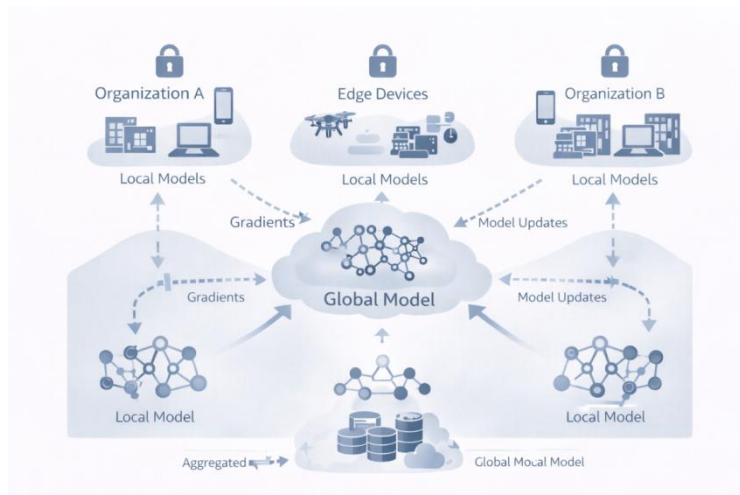 Organization A
Edge Devices
Organization B
Local Models
Local Models
Local Models
Gradients
Model Updates
Gradients
Global Model
Model Updates
Local Model
Local Model
Aggregated
Global Mocal Model